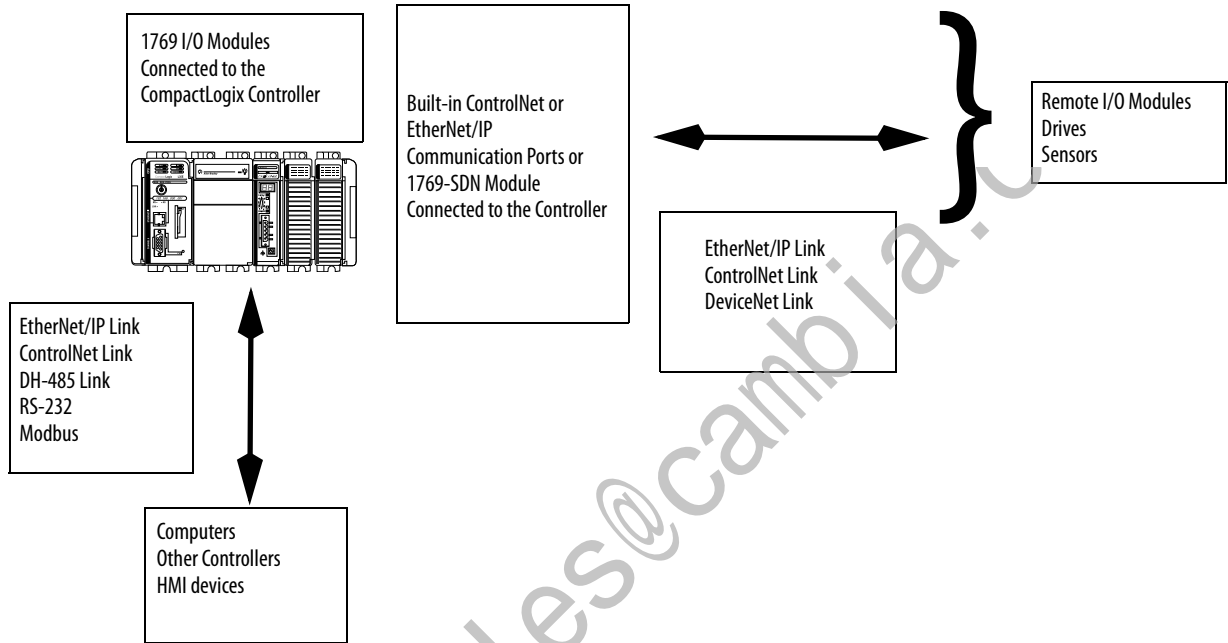 1769 I/O Modules
Connected to the
CompactLogix Controller
Built-in ControlNet or
EtherNet/IP
Communication Ports or
1769-SDN Module
Connected to the Controller
Remote I/O Modules
Drives
Sensors
EtherNet/IP Link
ControlNet Link
DeviceNet Link
EtherNet/IP Link
ControlNet Link
DH-485 Link
RS-232
Modbus
Computers
Other Controllers
HMI devices
les@cambia.c